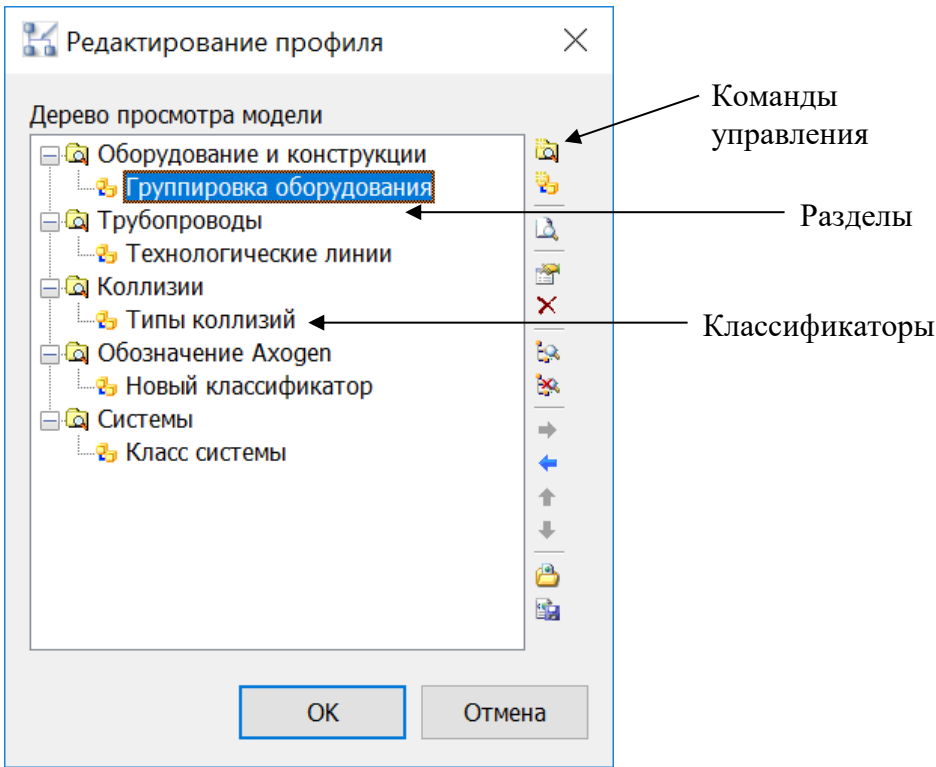 Редактирование профиля
Дерево просмотра модели
Оборудование и конструкции
Группировка оборудования
Трубопроводы
Технологические линии
Коллизии
Типы коллизий
Обозначение Axogen
Новый классификатор
Системы
Класс системы
OK
Отмена
Команды
управления
Разделы
Классификаторы